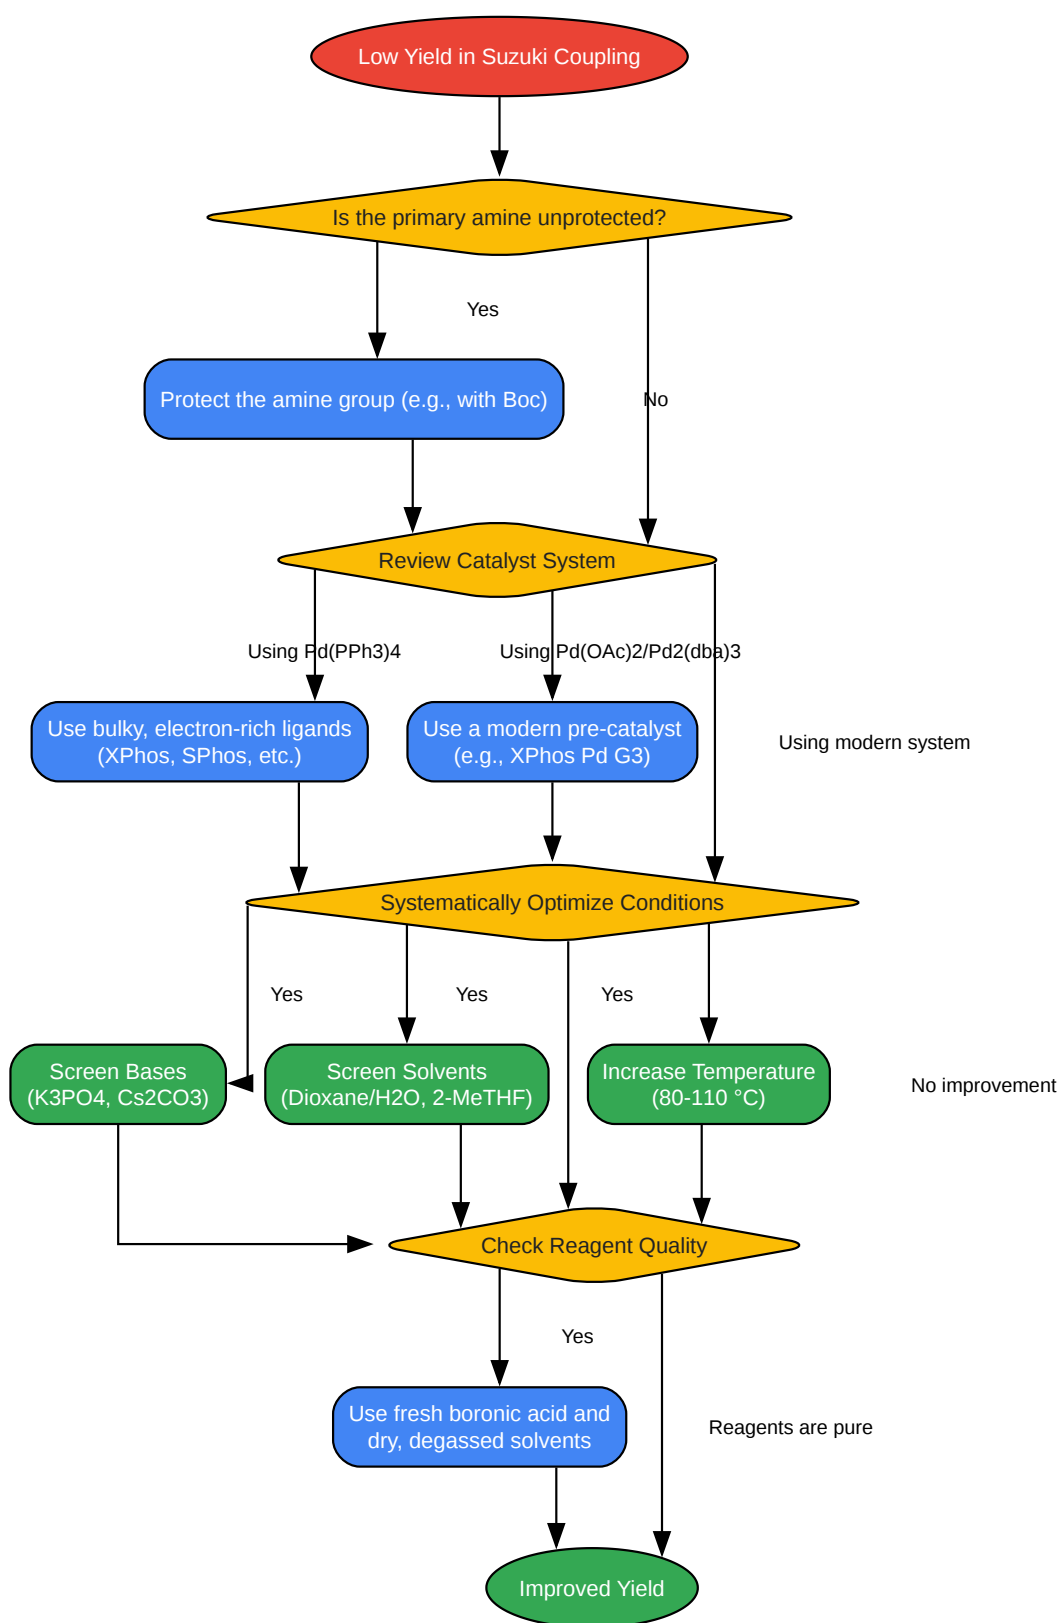 Low Yield in Suzuki Coupling
Is the primary amine unprotected?
Yes
Protect the amine group (e.g., with Boc)
No
Review Catalyst System
Using Pd(PPh3)4
Using Pd(OAc)2/Pd2(dba)3
Use bulky, electron-rich ligands
(XPhos, SPhos, etc.)
Use a modern pre-catalyst
(e.g., XPhos Pd G3)
Using modern system
Systematically Optimize Conditions
Yes
Yes
Yes
Screen Bases
(K3PO4, Cs2CO3)
Screen Solvents
(Dioxane/H2O, 2-MeTHF)
Increase Temperature
(80-110 °C)
No improvement
Check Reagent Quality
Yes
Use fresh boronic acid and
dry, degassed solvents
Reagents are pure
Improved Yield